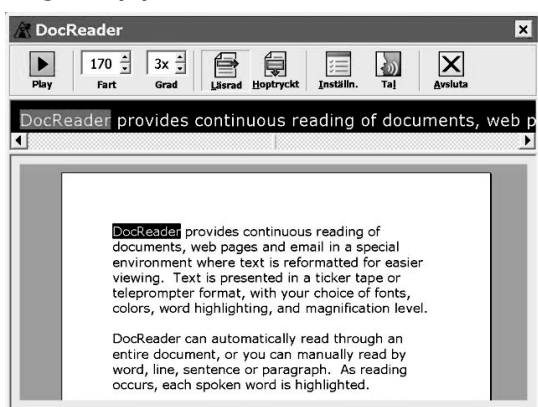 DocReader
170 3x
Play Fart Grad Läsrad Hoptryckt Inställn. Tal Avsluta
DocReader provides continuous reading of documents, web p
DocReader provides continuous reading of
documents, web pages and email in a special
environment where text is reformatted for easier
viewing. Text is presented in a ticker tape or
teleprompter format, with your choice of fonts,
colors, word highlighting, and magnification level.
DocReader can automatically read through an
entire document, or you can manually read by
word, line, sentence or paragraph. As reading
occurs, each spoken word is highlighted.